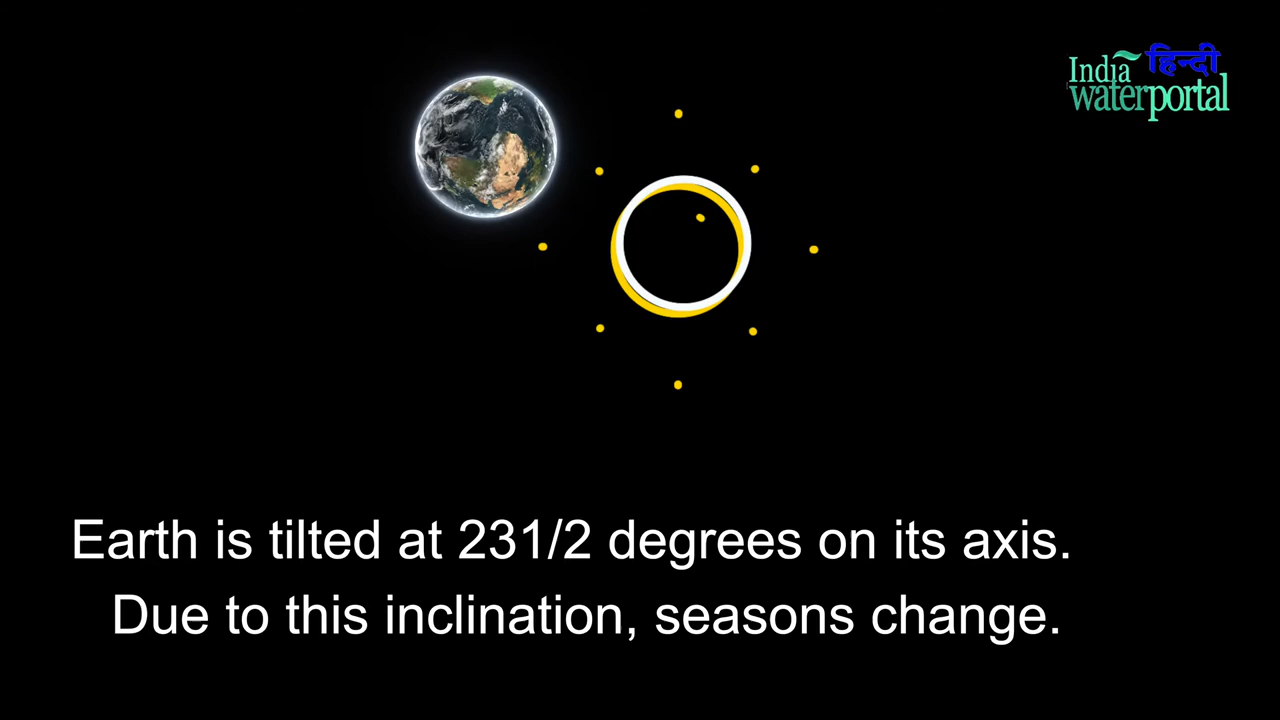 India हिन्दी
waterportal
Earth is tilted at 231/2 degrees on its axis.
Due to this inclination, seasons change.